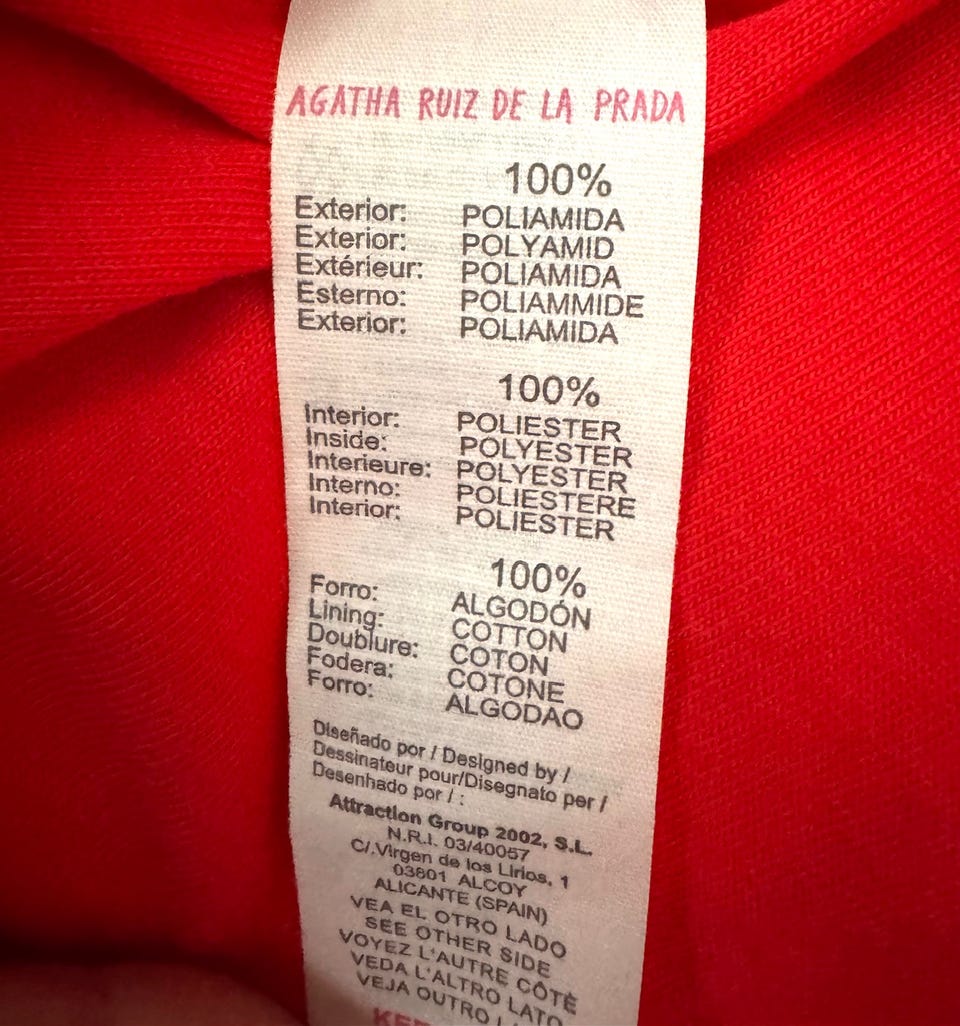 AGATHA RUIZ DE LA PRADA
100%
Exterior: POLIAMIDA
Exterior: POLYAMID
Extérieur: POLIAMIDA
Esterno: POLIAMMIDE
Exterior: POLIAMIDA
100%
Interior: POLIESTER
Inside: POLYESTER
Interieure: POLYESTER
Interno: POLIESTERE
Interior: POLIESTER
100%
Forro: ALGODÓN
Lining: COTTON
Doublure: COTON
Fodera: COTONE
Forro: ALGODAO
Diseñado por / Designed by /
Dessinateur pour/Disegnato per /
Desenhado por / :
Attraction Group 2002, S.L.
N.R.I. 03/40057
C/.Virgen de los Lirios, 1
03801 ALCOY
ALICANTE (SPAIN)
VEA EL OTRO LADO
SEE OTHER SIDE
VOYEZ L'AUTRE CÔTÈ
VEDA L'ALTRO LATO
VEJA OUTRO